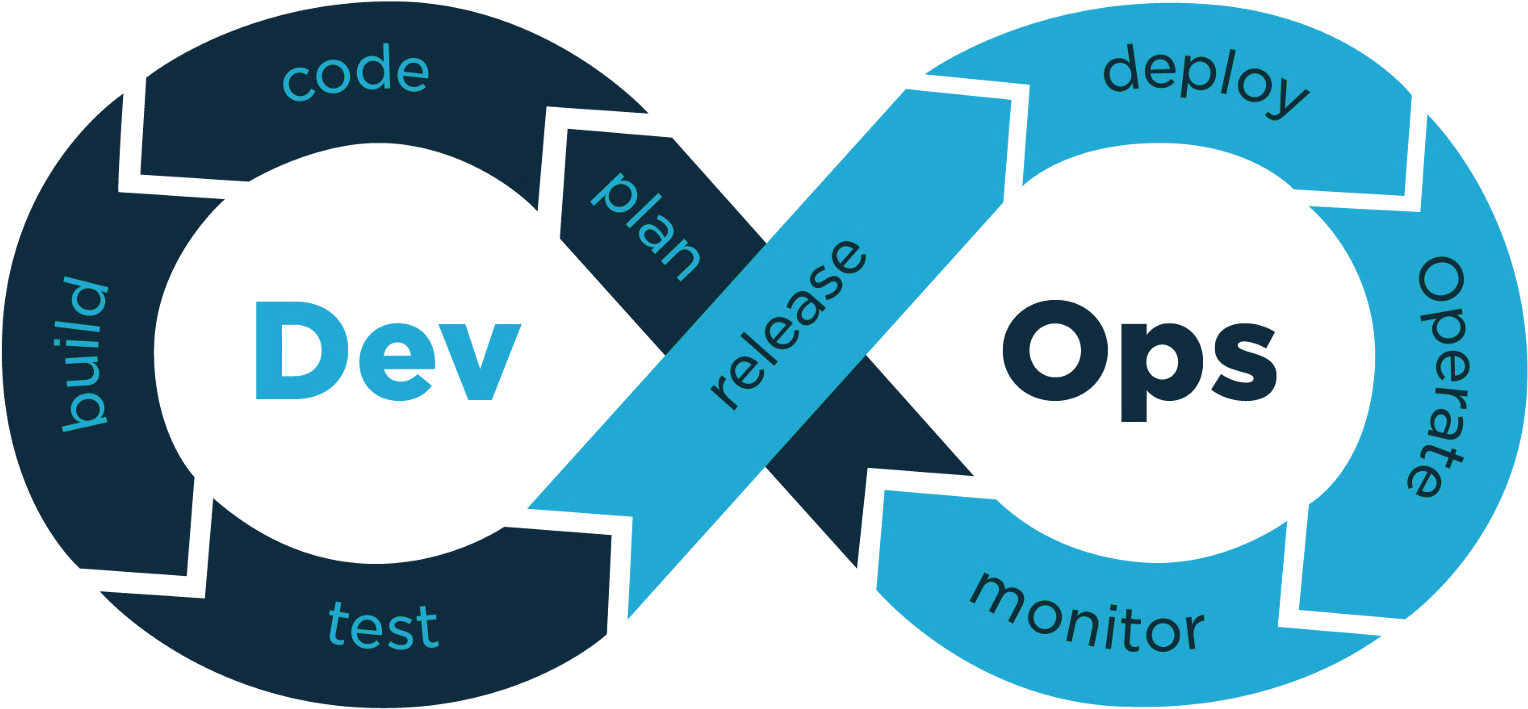 code
plan
build
test
Dev
release
deploy
Operate
monitor
Ops